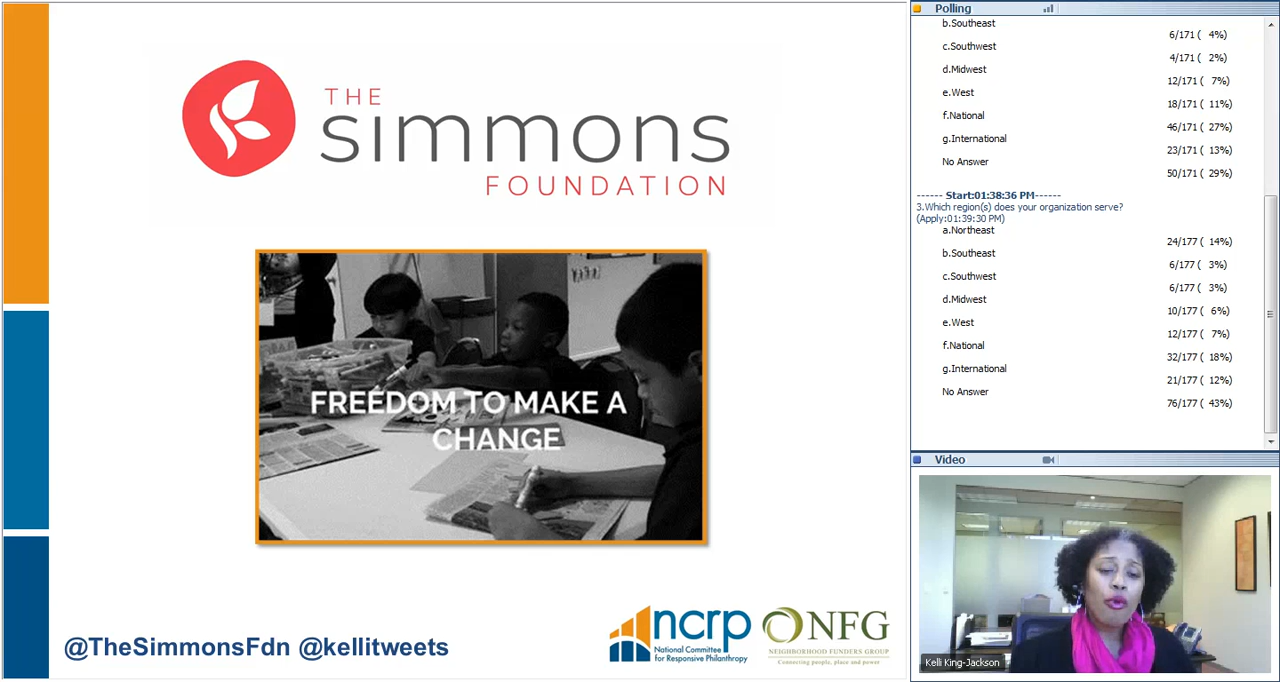 THE
simmons
FOUNDATION
FREEDOM TO MAKE A
CHANGE
@TheSimmonsFdn @kellitweets
ncrp
National Committee
for Responsive Philanthropy
NFG
NEIGHBORHOOD FUNDERS GROUP
Connecting people, place and power
Polling
b.Southeast
6/171 ( 4%)
c.Southwest
4/171 ( 2%)
d.Midwest
12/171 ( 7%)
e.West
18/171 ( 11%)
f.National
46/171 ( 27%)
g.International
23/171 ( 13%)
No Answer
50/171 ( 29%)
------ Start:01:38:36 PM------
3.Which region(s) does your organization serve?
(Apply:01:39:30 PM)
a.Northeast
24/177 ( 14%)
b.Southeast
6/177 ( 3%)
c.Southwest
6/177 ( 3%)
d.Midwest
10/177 ( 6%)
e.West
12/177 ( 7%)
f.National
32/177 ( 18%)
g.International
21/177 ( 12%)
No Answer
76/177 ( 43%)
Video
Kelli King-Jackson